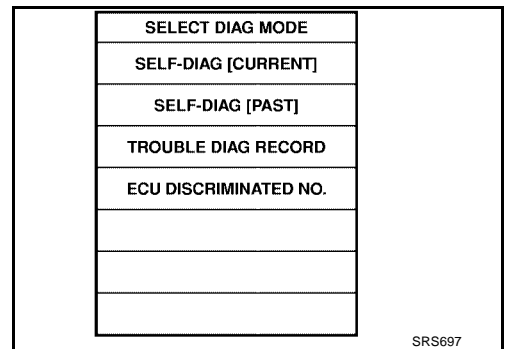 SELECT DIAG MODE
SELF-DIAG [CURRENT]
SELF-DIAG [PAST]
TROUBLE DIAG RECORD
ECU DISCRIMINATED NO.
SRS697